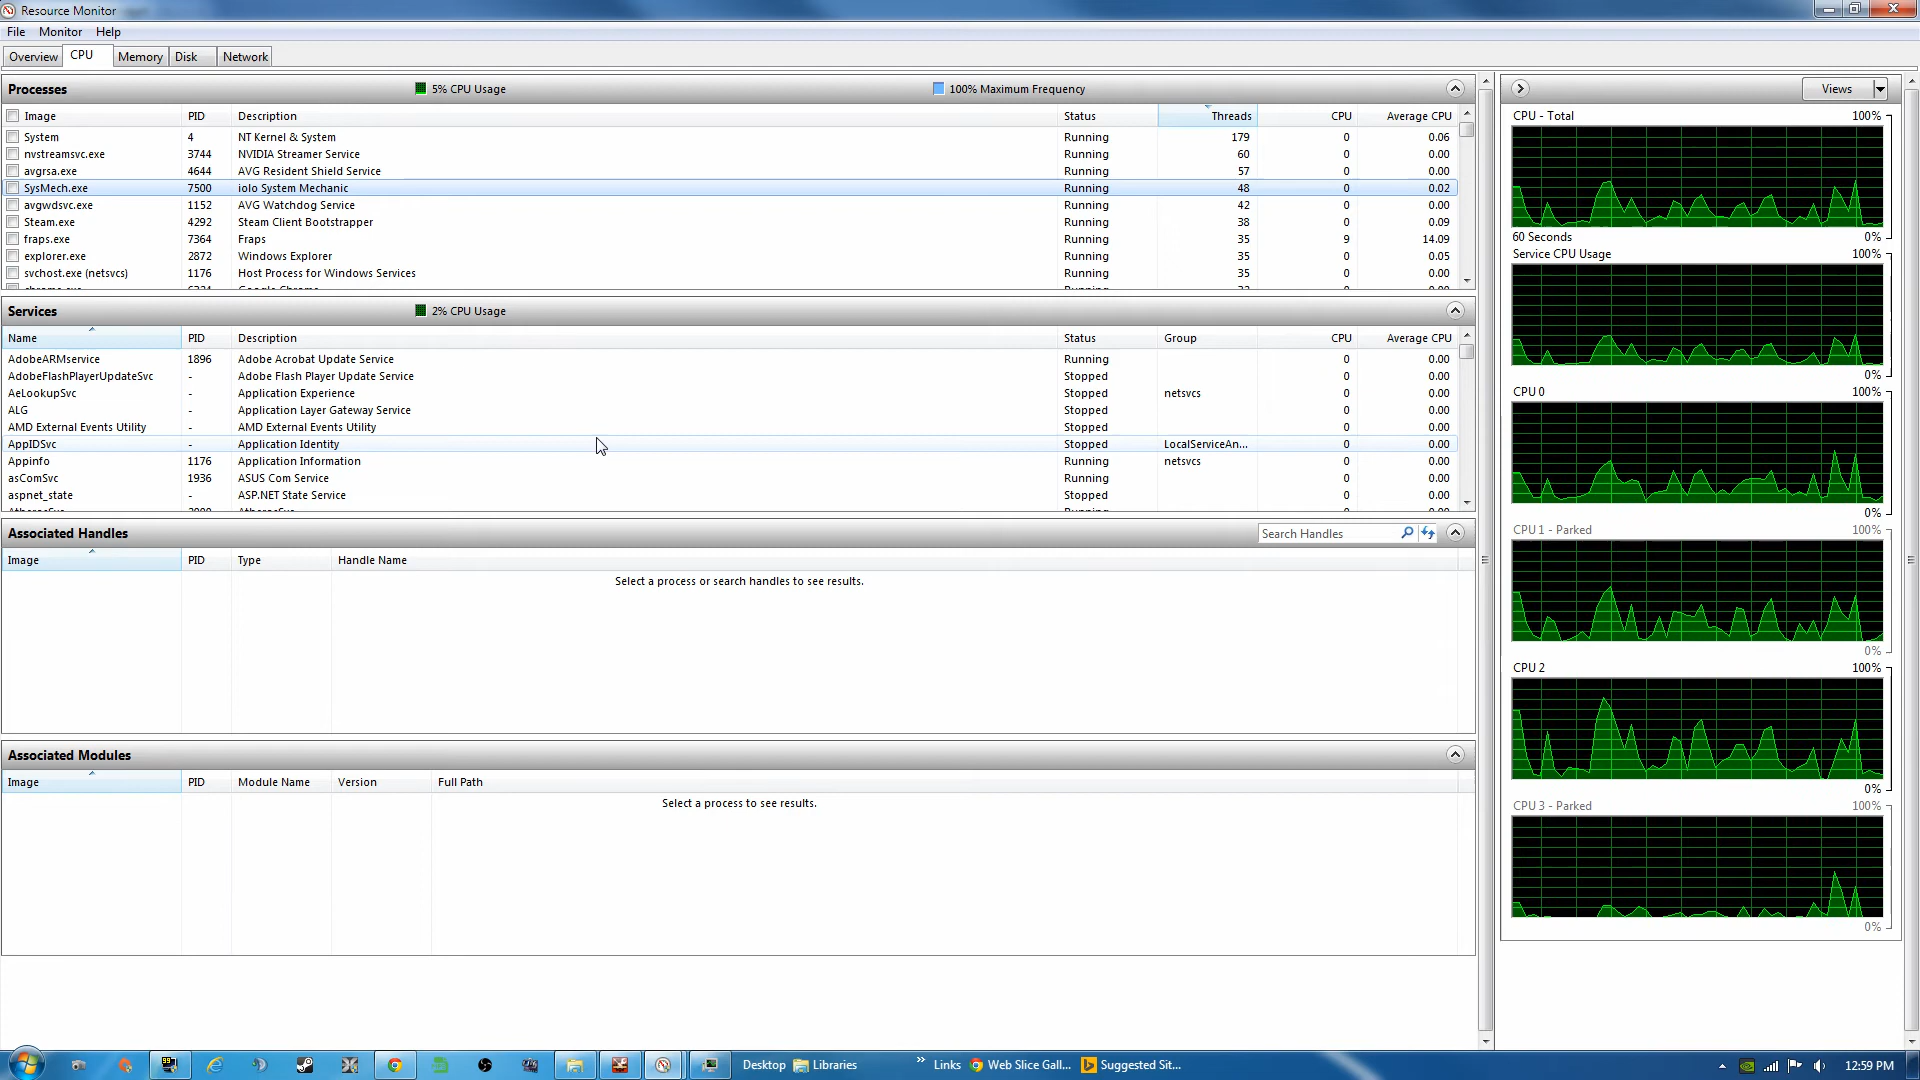 Resource Monitor
File Monitor Help
Overview CPU Memory Disk Network
Processes 5% CPU Usage 100% Maximum Frequency
Image PID Description Status Threads CPU Average CPU
System 4 NT Kernel & System Running 179 0 0.06
nvstreamsvc.exe 3744 NVIDIA Streamer Service Running 60 0 0.00
avgrsa.exe 4644 AVG Resident Shield Service Running 57 0 0.00
SysMech.exe 7500 iolo System Mechanic Running 48 0 0.02
avgwdsvc.exe 1152 AVG Watchdog Service Running 42 0 0.00
Steam.exe 4292 Steam Client Bootstrapper Running 38 0 0.09
fraps.exe 7364 Fraps Running 35 9 14.09
explorer.exe 2872 Windows Explorer Running 35 0 0.05
svchost.exe (netsvcs) 1176 Host Process for Windows Services Running 35 0 0.00
Services 2% CPU Usage
Name PID Description Status Group CPU Average CPU
AdobeARMservice 1896 Adobe Acrobat Update Service Running 0 0.00
AdobeFlashPlayerUpdateSvc - Adobe Flash Player Update Service Stopped 0 0.00
AeLookupSvc - Application Experience Stopped netsvcs 0 0.00
ALG - Application Layer Gateway Service Stopped 0 0.00
AMD External Events Utility - AMD External Events Utility Stopped 0 0.00
AppIDSvc - Application Identity Stopped LocalServiceAn... 0 0.00
Appinfo 1176 Application Information Running netsvcs 0 0.00
asComSvc 1936 ASUS Com Service Running 0 0.00
aspnet_state - ASP.NET State Service Stopped 0 0.00
Associated Handles Search Handles
Image PID Type Handle Name
Select a process or search handles to see results.
Associated Modules
Image PID Module Name Version Full Path
Select a process to see results.
Views
CPU - Total 100%
60 Seconds 0%
Service CPU Usage 100%
0%
CPU 0 100%
0%
CPU 1 - Parked 100%
0%
CPU 2 100%
0%
CPU 3 - Parked 100%
0%
Desktop Libraries » Links Web Slice Gall... Suggested Sit... 12:59 PM